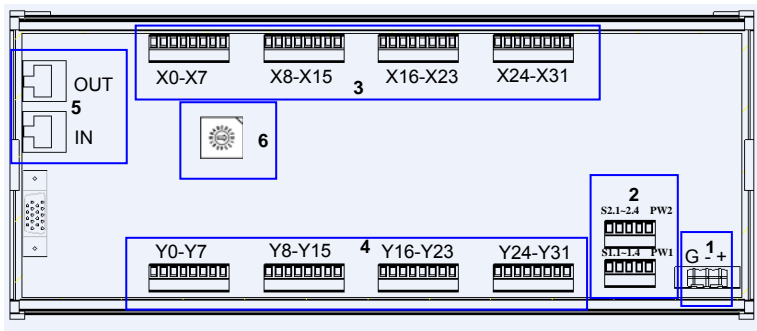 X0-X7 X8-X15 X16-X23 X24-X31
3
OUT
5
IN
6
2
S2.1~2.4 PW2
S1.1~1.4 PW1
1
G - +
4
Y0-Y7 Y8-Y15 Y16-Y23 Y24-Y31